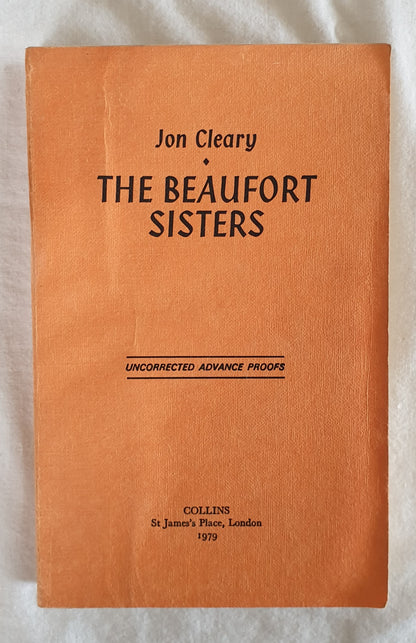 Jon Cleary
THE BEAUFORT
SISTERS
UNCORRECTED ADVANCE PROOFS
COLLINS
St James's Place, London
1979